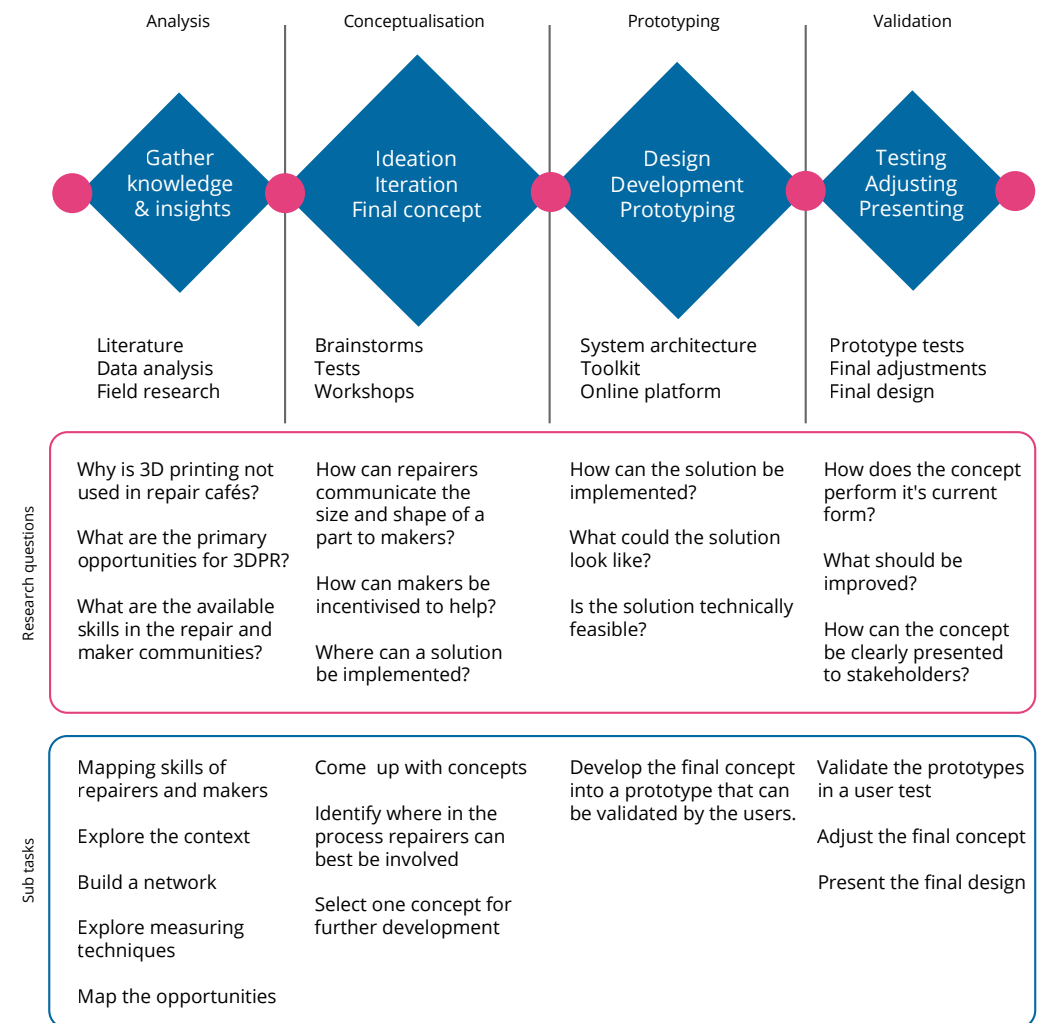 Analysis
Conceptualisation
Prototyping
Validation
Gather
knowledge
& insights
Ideation
Iteration
Final concept
Design
Development
Prototyping
Testing
Adjusting
Presenting
Literature
Data analysis
Field research
Brainstorms
Tests
Workshops
System architecture
Toolkit
Online platform
Prototype tests
Final adjustments
Final design
Research questions
Why is 3D printing not
used in repair cafés?
What are the primary
opportunities for 3DPR?
What are the available
skills in the repair and
maker communities?
How can repairers
communicate the
size and shape of a
part to makers?
How can makers be
incentivised to help?
Where can a solution
be implemented?
How can the solution be
implemented?
What could the solution
look like?
Is the solution technically
feasible?
How does the concept
perform it's current
form?
What should be
improved?
How can the concept
be clearly presented
to stakeholders?
Sub tasks
Mapping skills of
repairers and makers
Explore the context
Build a network
Explore measuring
techniques
Map the opportunities
Come  up with concepts
Identify where in the
process repairers can
best be involved
Select one concept for
further development
Develop the final concept
into a prototype that can
be validated by the users.
Validate the prototypes
in a user test
Adjust the final concept
Present the final design